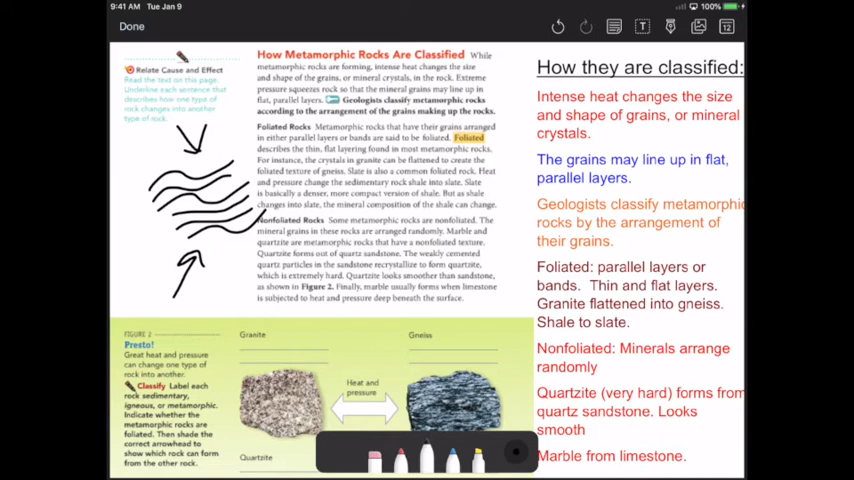 9:41 AM Tue Jan 9
100%
Done
T
12
Relate Cause and Effect
Read the text on this page.
Underline each sentence that
describes how one type of
rock changes into another
type of rock.
How Metamorphic Rocks Are Classified While
metamorphic rocks are forming, intense heat changes the size
and shape of the grains, or mineral crystals, in the rock. Extreme
pressure squeezes rock so that the mineral grains may line up in
flat, parallel layers. Geologists classify metamorphic rocks
according to the arrangement of the grains making up the rocks.
Foliated Rocks Metamorphic rocks that have their grains arranged
in either parallel layers or bands are said to be foliated. Foliated
describes the thin, flat layering found in most metamorphic rocks.
For instance, the crystals in granite can be flattened to create the
foliated texture of gneiss. Slate is also a common foliated rock. Heat
and pressure change the sedimentary rock shale into slate. Slate
is basically a denser, more compact version of shale. But as shale
changes into slate, the mineral composition of the shale can change.
Nonfoliated Rocks Some metamorphic rocks are nonfoliated. The
mineral grains in these rocks are arranged randomly. Marble and
quartzite are metamorphic rocks that have a nonfoliated texture.
Quartzite forms out of quartz sandstone. The weakly cemented
quartz particles in the sandstone recrystallize to form quartzite,
which is extremely hard. Quartzite looks smoother than sandstone,
as shown in Figure 2. Finally, marble usually forms when limestone
is subjected to heat and pressure deep beneath the surface.
FIGURE 2
Presto!
Great heat and pressure
can change one type of
rock into another.
Classify Label each
rock sedimentary,
igneous, or metamorphic.
Indicate whether the
metamorphic rocks are
foliated. Then shade the
correct arrowhead to
show which rock can form
from the other rock.
Granite
Gneiss
Heat and
pressure
Quartzite
How they are classified:
Intense heat changes the size
and shape of grains, or mineral
crystals.
The grains may line up in flat,
parallel layers.
Geologists classify metamorphic
rocks by the arrangement of
their grains.
Foliated: parallel layers or
bands. Thin and flat layers.
Granite flattened into gneiss.
Shale to slate.
Nonfoliated: Minerals arrange
randomly
Quartzite (very hard) forms from
quartz sandstone. Looks
smooth
Marble from limestone.